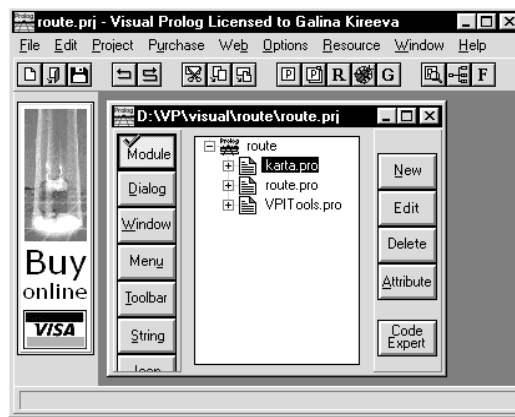 route.prj - Visual Prolog Licensed to Galina Kireeva
File Edit Project Purchase Web Options Resource Window Help
P P R G F
Buy
online
VISA
D:\VP\visual\route\route.prj
Module
Dialog
Window
Menu
Toolbar
String
Icon
route
karta.pro
route.pro
VPITools.pro
New
Edit
Delete
Attribute
Code
Expert